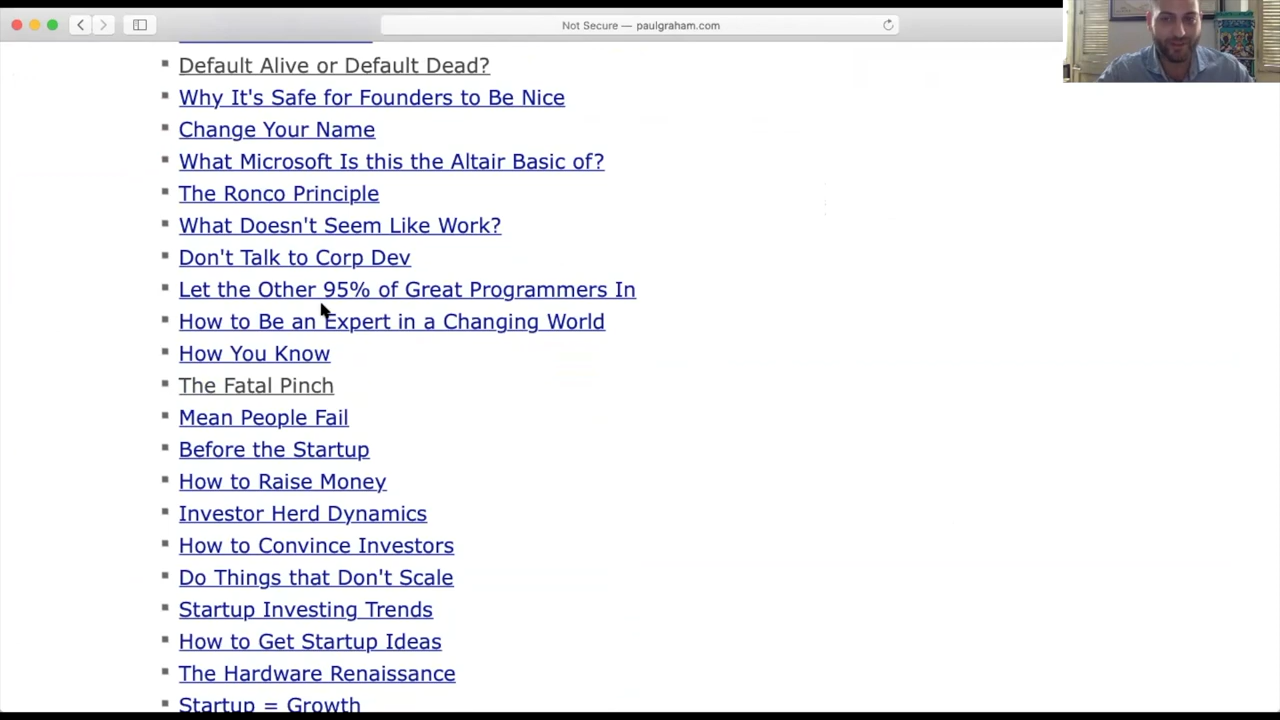 Not Secure — paulgraham.com
Default Alive or Default Dead?
Why It's Safe for Founders to Be Nice
Change Your Name
What Microsoft Is this the Altair Basic of?
The Ronco Principle
What Doesn't Seem Like Work?
Don't Talk to Corp Dev
Let the Other 95% of Great Programmers In
How to Be an Expert in a Changing World
How You Know
The Fatal Pinch
Mean People Fail
Before the Startup
How to Raise Money
Investor Herd Dynamics
How to Convince Investors
Do Things that Don't Scale
Startup Investing Trends
How to Get Startup Ideas
The Hardware Renaissance
Startup = Growth